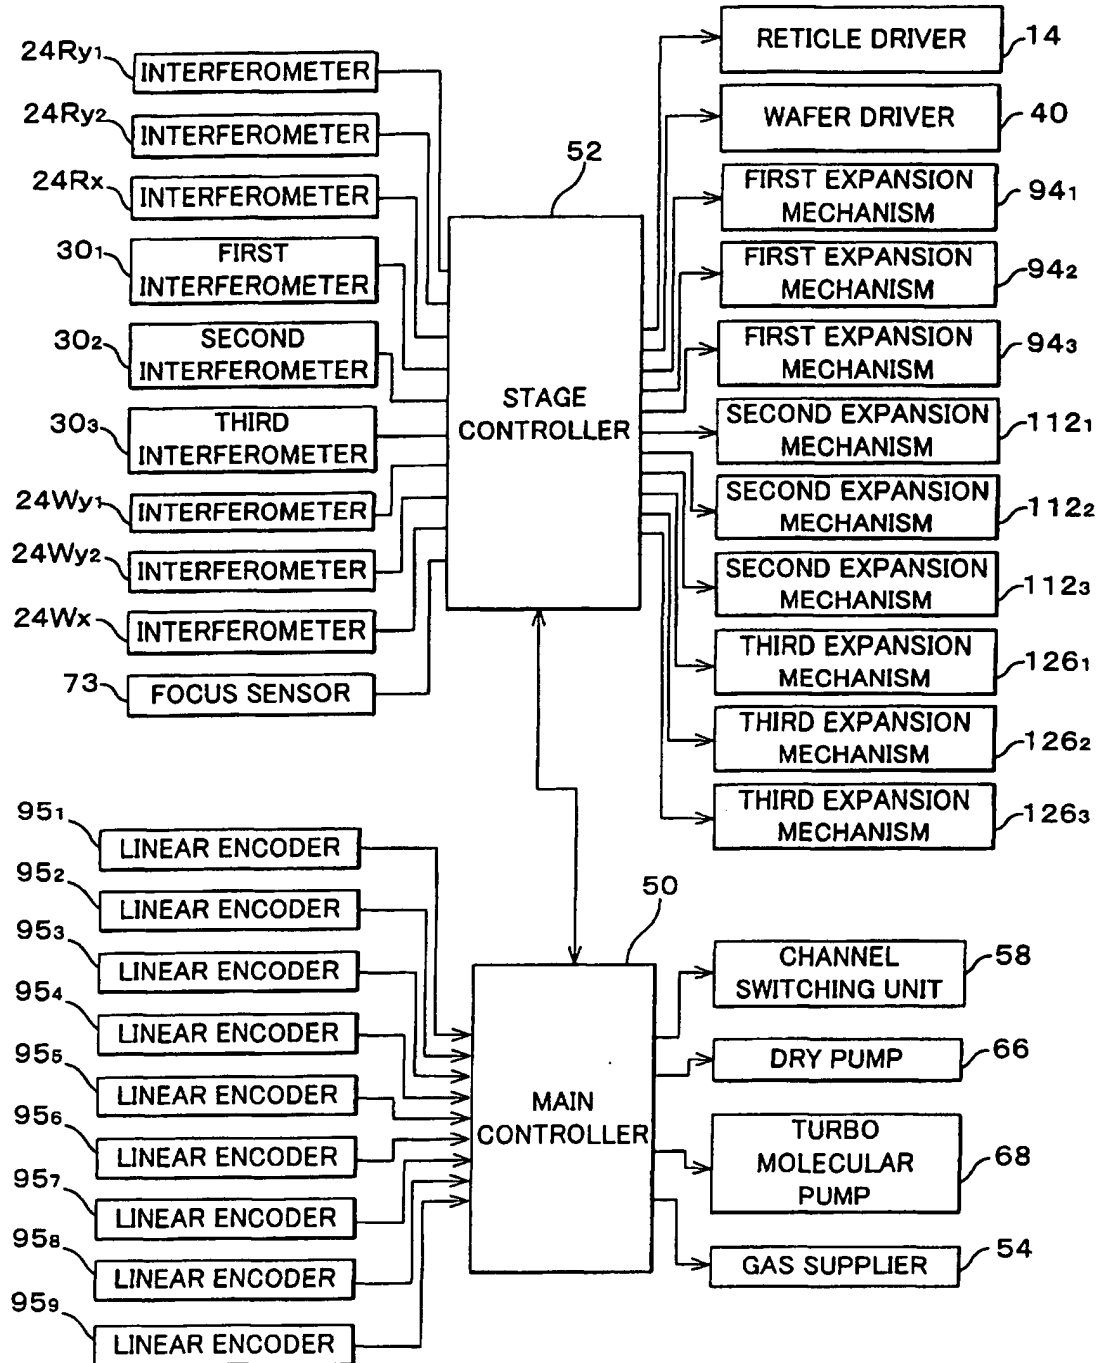 24Ry1
INTERFEROMETER
24Ry2
INTERFEROMETER
24Rx
INTERFEROMETER
301
FIRST
INTERFEROMETER
302
SECOND
INTERFEROMETER
303
THIRD
INTERFEROMETER
24Wy1
INTERFEROMETER
24Wy2
INTERFEROMETER
24Wx
INTERFEROMETER
73
FOCUS SENSOR
52
STAGE
CONTROLLER
RETICLE DRIVER
14
WAFER DRIVER
40
FIRST EXPANSION
MECHANISM
941
FIRST EXPANSION
MECHANISM
942
FIRST EXPANSION
MECHANISM
943
SECOND EXPANSION
MECHANISM
1121
SECOND EXPANSION
MECHANISM
1122
SECOND EXPANSION
MECHANISM
1123
THIRD EXPANSION
MECHANISM
1261
THIRD EXPANSION
MECHANISM
1262
THIRD EXPANSION
MECHANISM
1263
951
LINEAR ENCODER
952
LINEAR ENCODER
953
LINEAR ENCODER
954
LINEAR ENCODER
955
LINEAR ENCODER
956
LINEAR ENCODER
957
LINEAR ENCODER
958
LINEAR ENCODER
959
LINEAR ENCODER
50
MAIN
CONTROLLER
CHANNEL
SWITCHING UNIT
58
DRY PUMP
66
TURBO
MOLECULAR
PUMP
68
GAS SUPPLIER
54